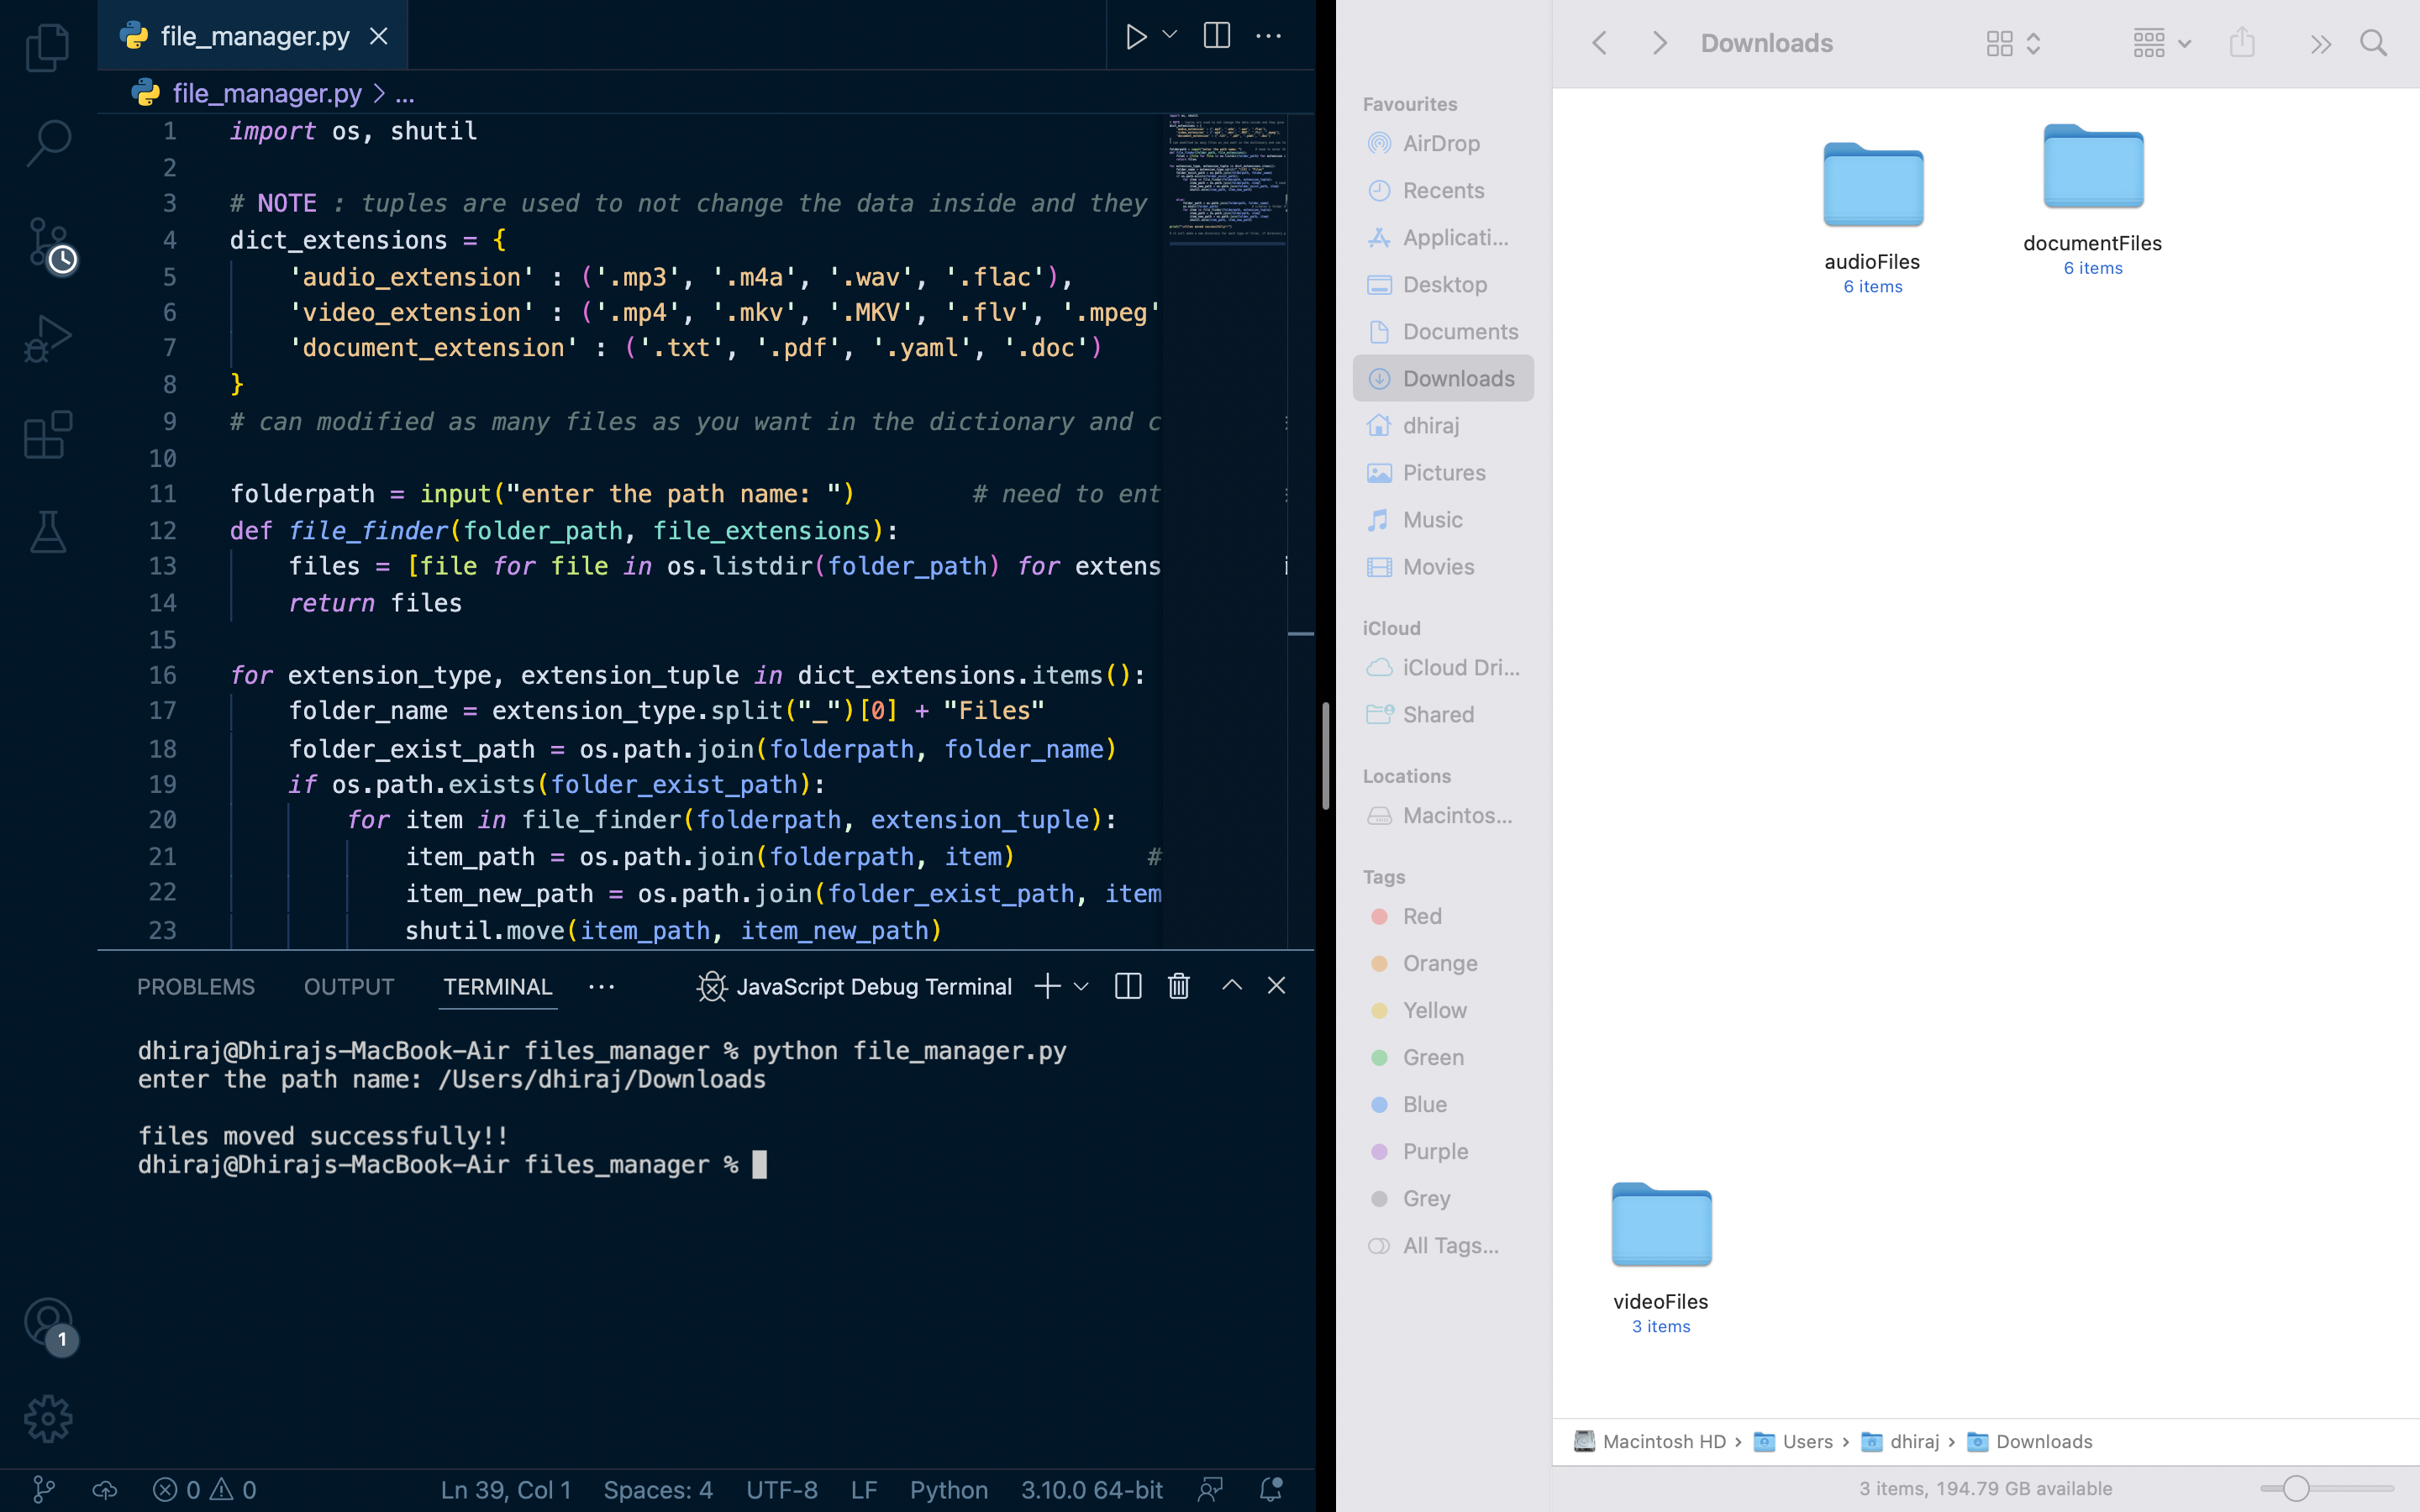 file_manager.py
file_manager.py > ...
1 import os, shutil
2
3 # NOTE : tuples are used to not change the data inside and they
4 dict_extensions = {
5 'audio_extension' : ('.mp3', '.m4a', '.wav', '.flac'),
6 'video_extension' : ('.mp4', '.mkv', '.MKV', '.flv', '.mpeg'
7 'document_extension' : ('.txt', '.pdf', '.yaml', '.doc')
8 }
9 # can modified as many files as you want in the dictionary and c
10
11 folderpath = input("enter the path name: ") # need to ent
12 def file_finder(folder_path, file_extensions):
13 files = [file for file in os.listdir(folder_path) for extens
14 return files
15
16 for extension_type, extension_tuple in dict_extensions.items():
17 folder_name = extension_type.split("_")[0] + "Files"
18 folder_exist_path = os.path.join(folderpath, folder_name)
19 if os.path.exists(folder_exist_path):
20 for item in file_finder(folderpath, extension_tuple):
21 item_path = os.path.join(folderpath, item) #
22 item_new_path = os.path.join(folder_exist_path, item
23 shutil.move(item_path, item_new_path)
PROBLEMS OUTPUT TERMINAL ... JavaScript Debug Terminal
dhiraj@Dhirajs-MacBook-Air files_manager % python file_manager.py
enter the path name: /Users/dhiraj/Downloads
files moved successfully!!
dhiraj@Dhirajs-MacBook-Air files_manager %
1
0 0 Ln 39, Col 1 Spaces: 4 UTF-8 LF Python 3.10.0 64-bit
Downloads
Favourites
AirDrop
Recents
Applicati...
Desktop
Documents
Downloads
dhiraj
Pictures
Music
Movies
iCloud
iCloud Dri...
Shared
Locations
Macintos...
Tags
Red
Orange
Yellow
Green
Blue
Purple
Grey
All Tags...
audioFiles
6 items
documentFiles
6 items
videoFiles
3 items
Macintosh HD › Users › dhiraj › Downloads
3 items, 194.79 GB available